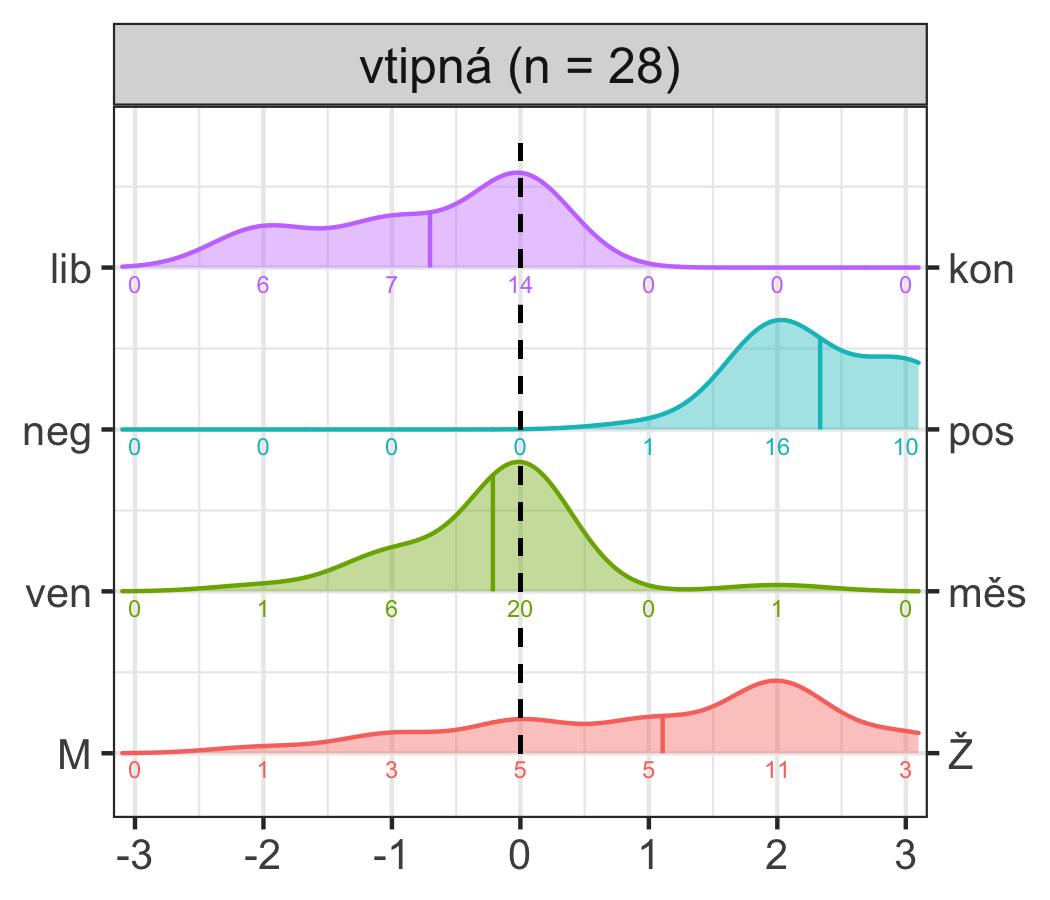 vtipná (n = 28)
lib kon
0 6 7 14 0 0 0
neg pos
0 0 0 0 1 16 10
ven měs
0 1 6 20 0 1 0
M Ž
0 1 3 5 5 11 3
-3 -2 -1 0 1 2 3